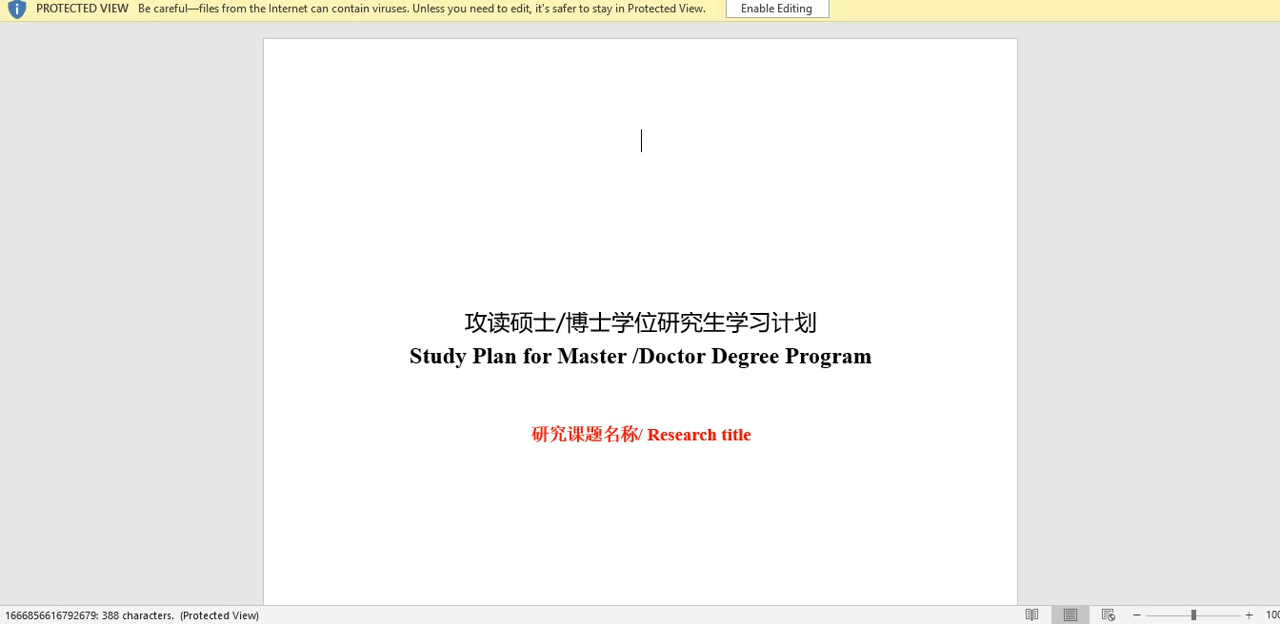 PROTECTED VIEW Be careful—files from the Internet can contain viruses. Unless you need to edit, it's safer to stay in Protected View. Enable Editing
攻读硕士/博士学位研究生学习计划
Study Plan for Master /Doctor Degree Program
研究课题名称/ Research title
1666856616792679: 388 characters. (Protected View) 100